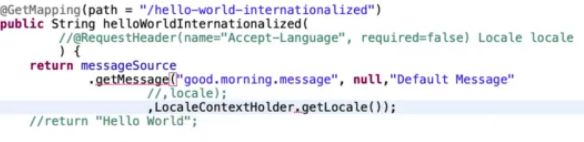 @GetMapping(path = "/hello-world-internationalized")
public String helloWorldInternationalized(
//@RequestHeader(name="Accept-Language", required=false) Locale locale
) {
return messageSource
.getMessage("good.morning.message", null,"Default Message"
//,locale);
,LocaleContextHolder.getLocale());
//return "Hello World";